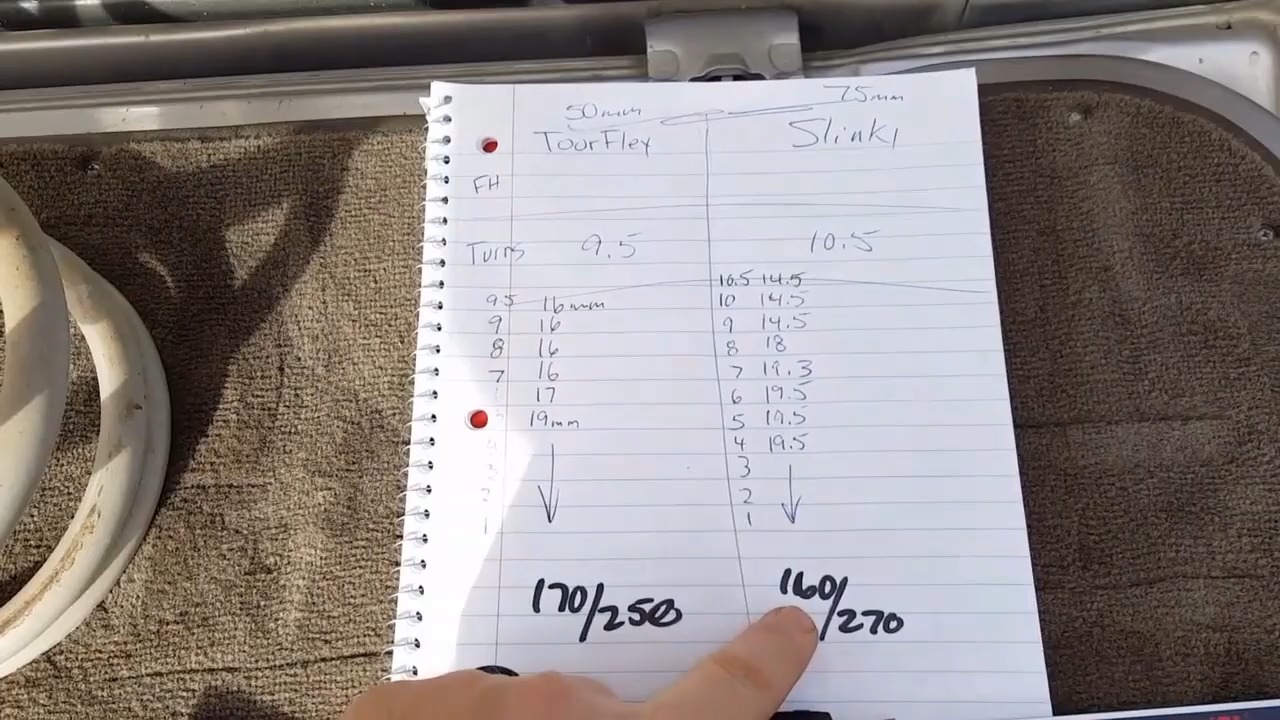 50mm 75mm
TourFlex Slinky
FH
Turns 9.5 10.5
10.5 14.5
9.5 16mm 10 14.5
9 16 9 14.5
8 16 8 18
7 16 7 19.3
17 6 19.5
19mm 5 19.5
4 19.5
3
2 2
1 1
170/250 160/270